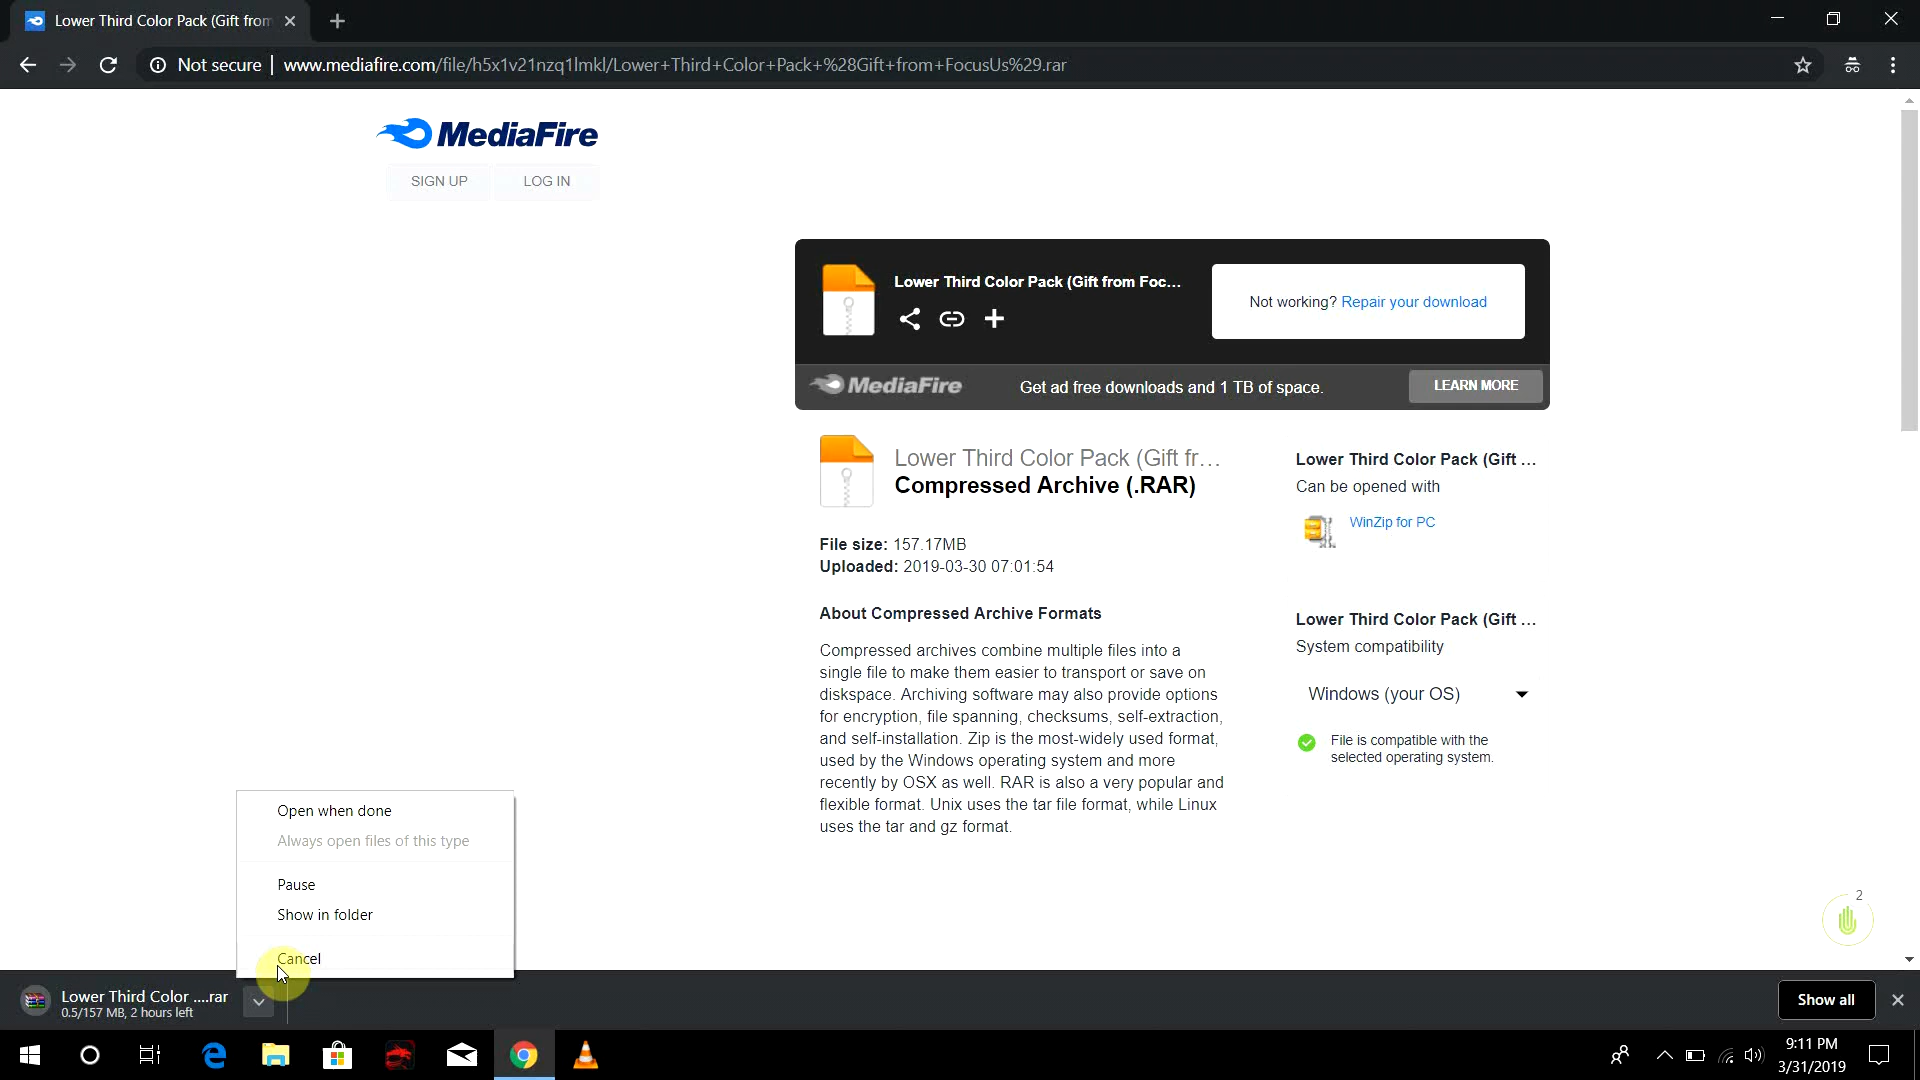 Lower Third Color Pack (Gift from
Not secure
www.mediafire.com/file/h5x1v21nzq1lmkl/Lower+Third+Color+Pack+%28Gift+from+FocusUs%29.rar
MediaFire
SIGN UP
LOG IN
Lower Third Color Pack (Gift from Foc...
Not working? Repair your download
MediaFire
Get ad free downloads and 1 TB of space.
LEARN MORE
Lower Third Color Pack (Gift fr...
Compressed Archive (.RAR)
File size: 157.17MB
Uploaded: 2019-03-30 07:01:54
About Compressed Archive Formats
Compressed archives combine multiple files into a
single file to make them easier to transport or save on
diskspace. Archiving software may also provide options
for encryption, file spanning, checksums, self-extraction,
and self-installation. Zip is the most-widely used format,
used by the Windows operating system and more
recently by OSX as well. RAR is also a very popular and
flexible format. Unix uses the tar file format, while Linux
uses the tar and gz format.
Lower Third Color Pack (Gift ...
Can be opened with
WinZip for PC
Lower Third Color Pack (Gift ...
System compatibility
Windows (your OS)
File is compatible with the
selected operating system.
2
Open when done
Always open files of this type
Pause
Show in folder
Cancel
Lower Third Color ....rar
0.5/157 MB, 2 hours left
Show all
9:11 PM
3/31/2019